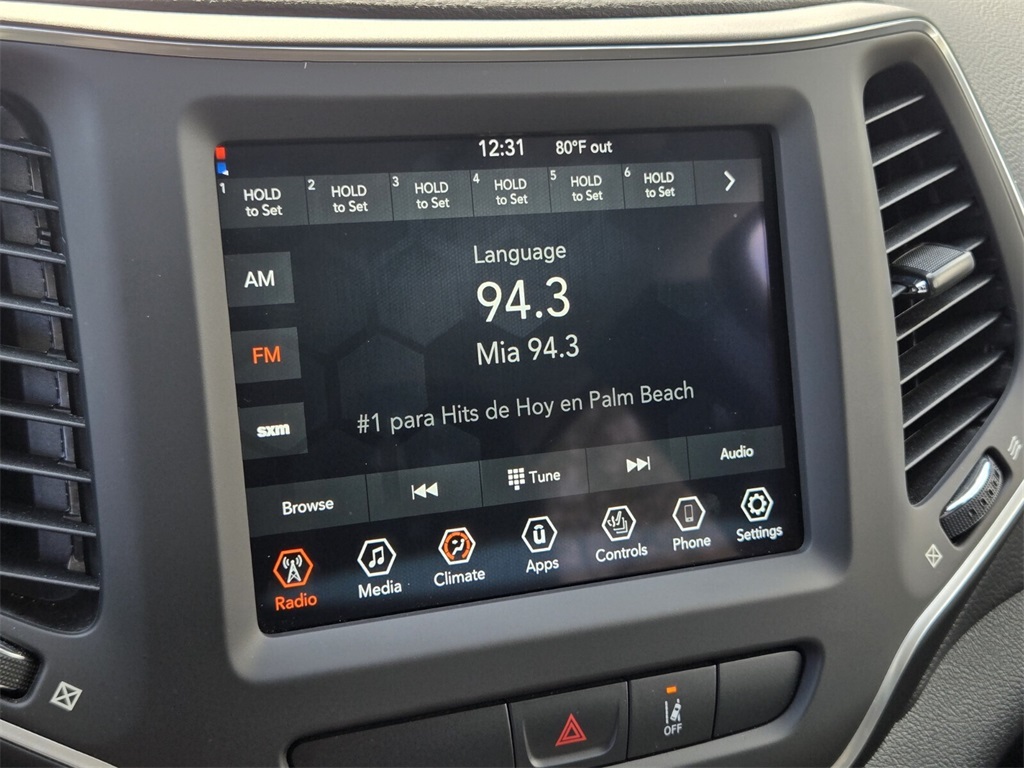 12:31 80°F out
1 HOLD to Set 2 HOLD to Set 3 HOLD to Set 4 HOLD to Set 5 HOLD to Set 6 HOLD to Set
Language
AM
94.3
Mia 94.3
FM
#1 para Hits de Hoy en Palm Beach
sxm
Browse Tune Audio
Radio Media Climate Apps Controls Phone Settings
OFF